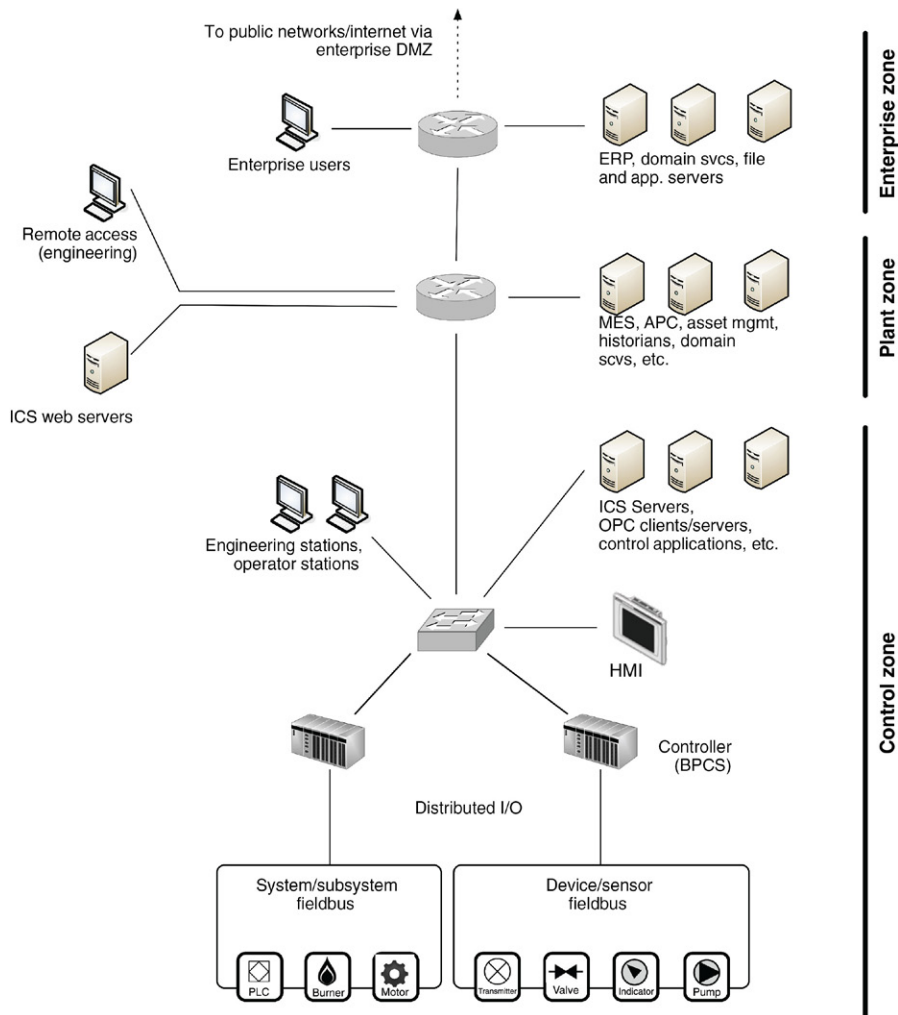 To public networks/internet via
enterprise DMZ
Enterprise users
ERP, domain svcs, file
and app. servers
Enterprise zone
Remote access
(engineering)
MES, APC, asset mgmt,
historians, domain
scvs, etc.
Plant zone
ICS web servers
ICS Servers,
OPC clients/servers,
control applications, etc.
Engineering stations,
operator stations
HMI
Control zone
Controller
(BPCS)
Distributed I/O
System/subsystem
fieldbus
Device/sensor
fieldbus
PLC
Burner
Motor
Transmitter
Valve
Indicator
Pump